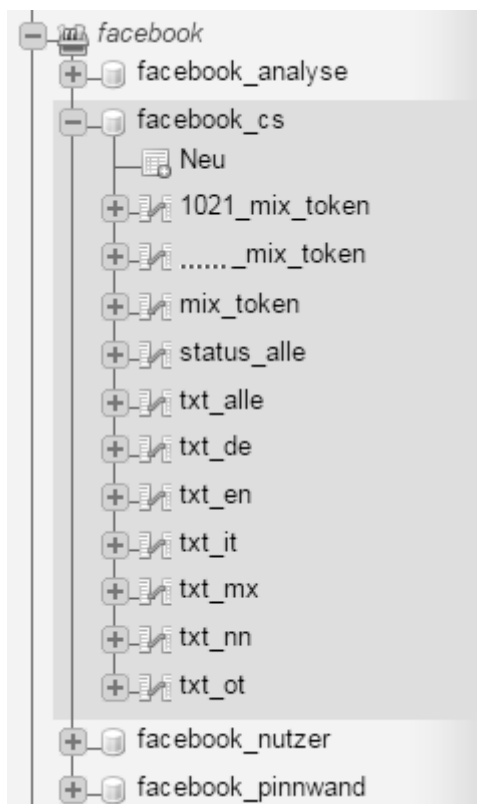 facebook
facebook_analyse
facebook_cs
Neu
1021_mix_token
......_mix_token
mix_token
status_alle
txt_alle
txt_de
txt_en
txt_it
txt_mx
txt_nn
txt_ot
facebook_nutzer
facebook_pinnwand